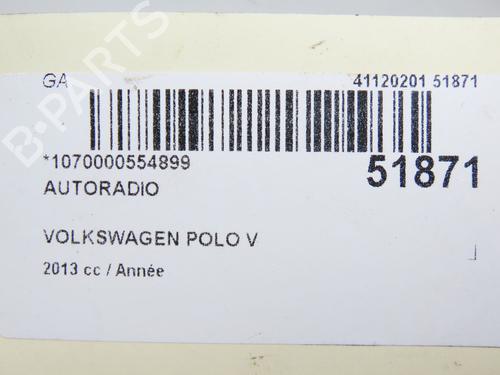 GA 41120201 51871
*1070000554899 51871
AUTORADIO
VOLKSWAGEN POLO V
2013 cc / Année
B-PARTS